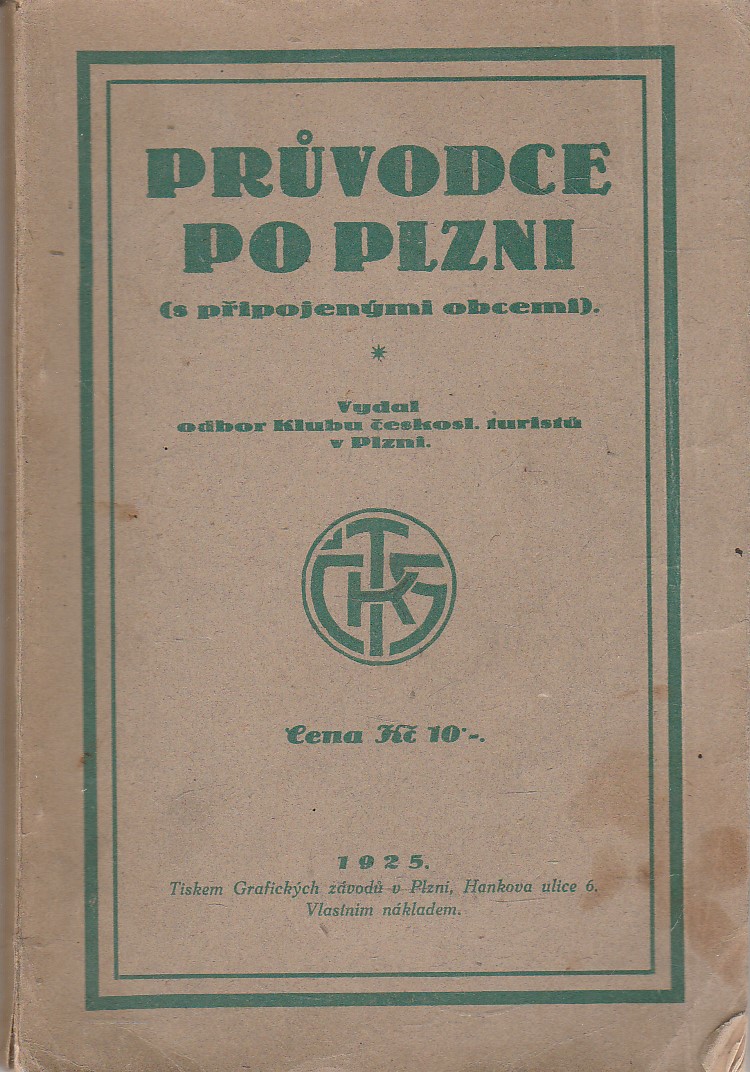 PRŮVODCE
PO PLZNI
(s připojenými obcemi).
Vydal
odbor Klubu českosl. turistů
v Plzni.
KČST
Cena Kč 10·-.
1925.
Tiskem Grafických závodů v Plzni, Hankova ulice 6.
Vlastním nákladem.